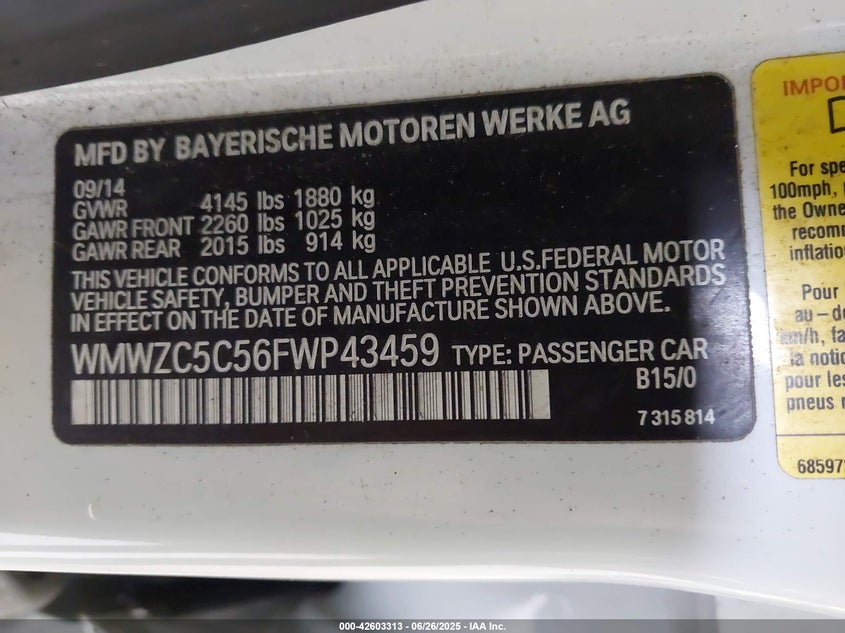 MFD BY BAYERISCHE MOTOREN WERKE AG
09/14
GVWR 4145 lbs 1880 kg
GAWR FRONT 2260 lbs 1025 kg
GAWR REAR 2015 lbs 914 kg
THIS VEHICLE CONFORMS TO ALL APPLICABLE U.S.FEDERAL MOTOR
VEHICLE SAFETY, BUMPER AND THEFT PREVENTION STANDARDS
IN EFFECT ON THE DATE OF MANUFACTURE SHOWN ABOVE.
WMWZC5C56FWP43459 TYPE: PASSENGER CAR
B15/0
7 315 814
For
100mph,
the Owne
recomm
inflation
Pour
au-de
km/h, fa
la notic
pour les
pneus r
68597
000-42603313 - 06/26/2025 - IAA Inc.